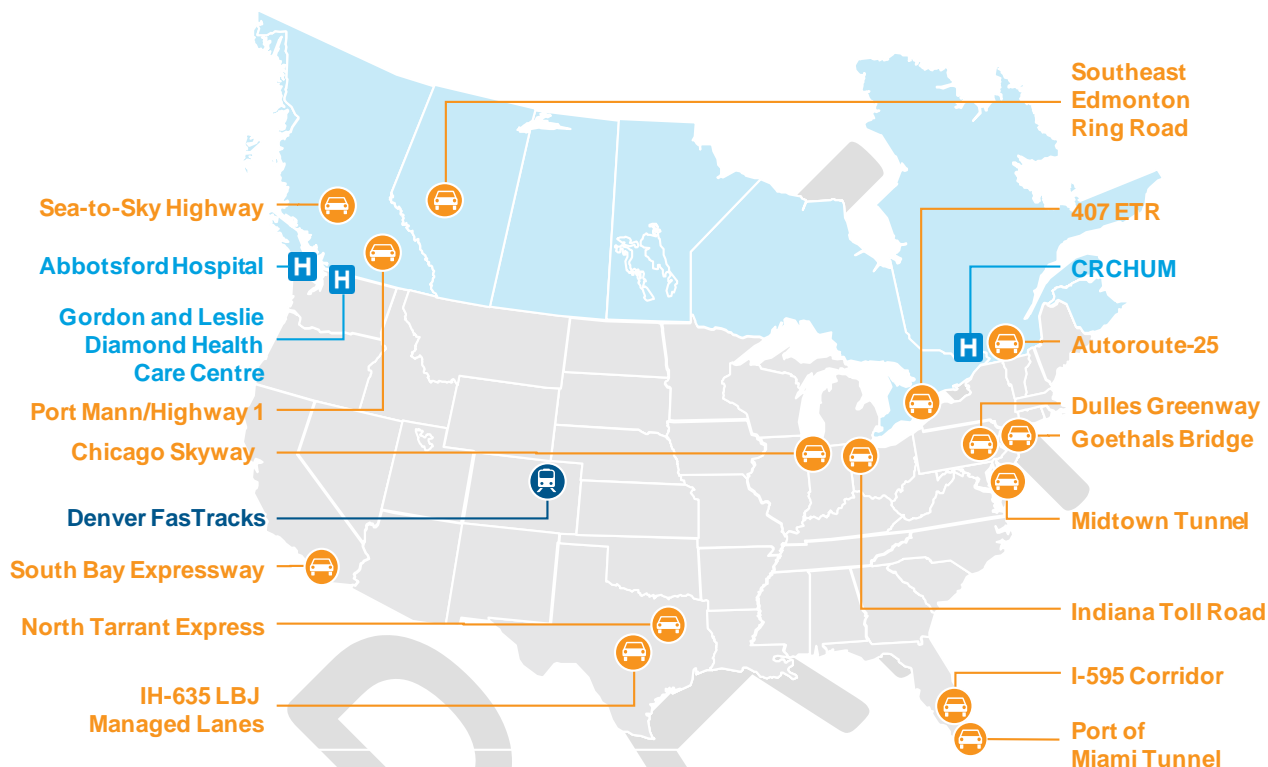 Southeast
Edmonton
Ring Road
Sea-to-Sky Highway
407 ETR
Abbotsford Hospital
H
H
CRCHUM
Gordon and Leslie
Diamond Health
Care Centre
H
Autoroute-25
Port Mann/Highway 1
Dulles Greenway
Chicago Skyway
Goethals Bridge
Denver FasTracks
Midtown Tunnel
South Bay Expressway
North Tarrant Express
Indiana Toll Road
IH-635 LBJ
Managed Lanes
I-595 Corridor
Port of
Miami Tunnel